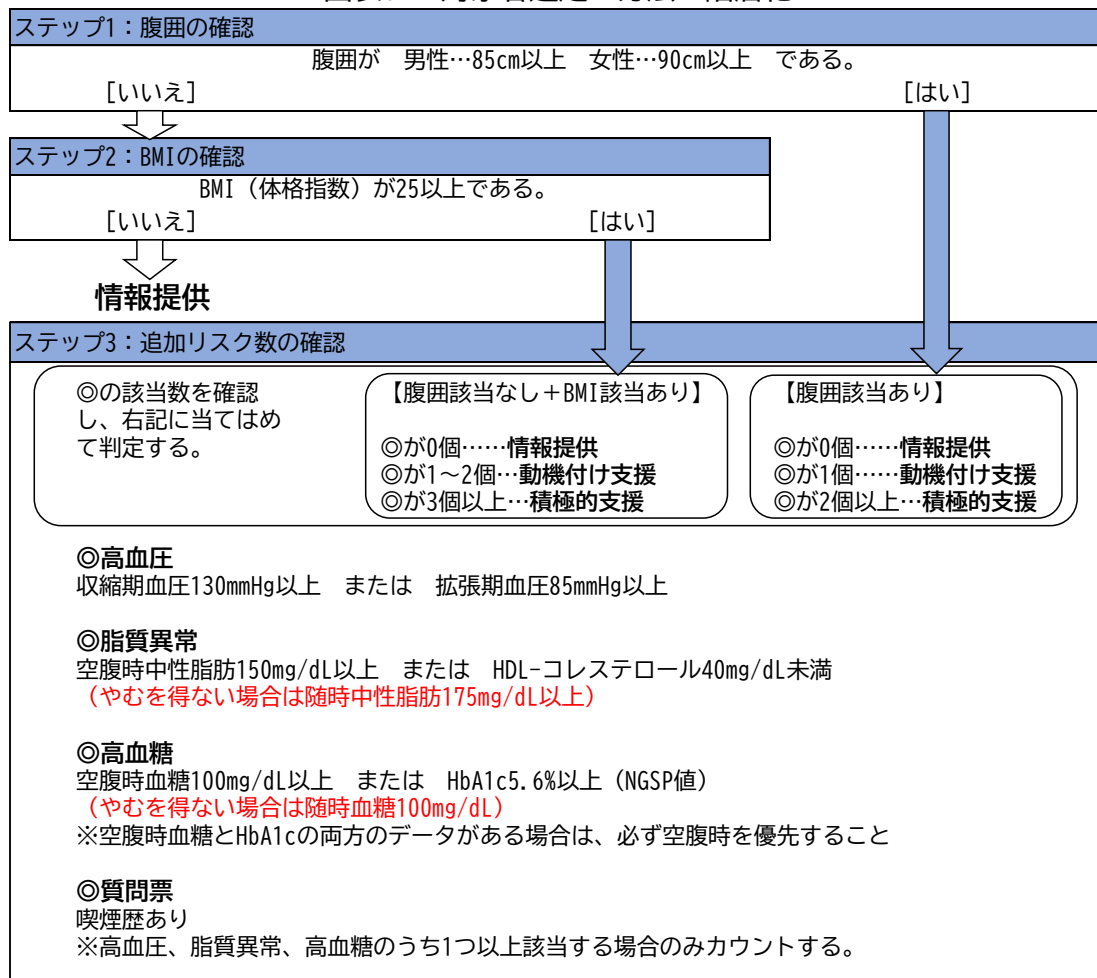 ステップ1：腹囲の確認
腹囲が　男性…85cm以上　女性…90cm以上　である。
[いいえ]　[はい]
ステップ2：BMIの確認
BMI（体格指数）が25以上である。
[いいえ]　[はい]
情報提供
ステップ3：追加リスク数の確認
◎の該当数を確認
し、右記に当てはめ
て判定する。
【腹囲該当なし＋BMI該当あり】
◎が0個……情報提供
◎が1～2個…動機付け支援
◎が3個以上…積極的支援
【腹囲該当あり】
◎が0個……情報提供
◎が1個……動機付け支援
◎が2個以上…積極的支援
◎高血圧
収縮期血圧130mmHg以上　または　拡張期血圧85mmHg以上
◎脂質異常
空腹時中性脂肪150mg/dL以上　または　HDL-コレステロール40mg/dL未満
（やむを得ない場合は随時中性脂肪175mg/dL以上）
◎高血糖
空腹時血糖100mg/dL以上　または　HbA1c5.6%以上（NGSP値）
（やむを得ない場合は随時血糖100mg/dL）
※空腹時血糖とHbA1cの両方のデータがある場合は、必ず空腹時を優先すること
◎質問票
喫煙歴あり
※高血圧、脂質異常、高血糖のうち1つ以上該当する場合のみカウントする。